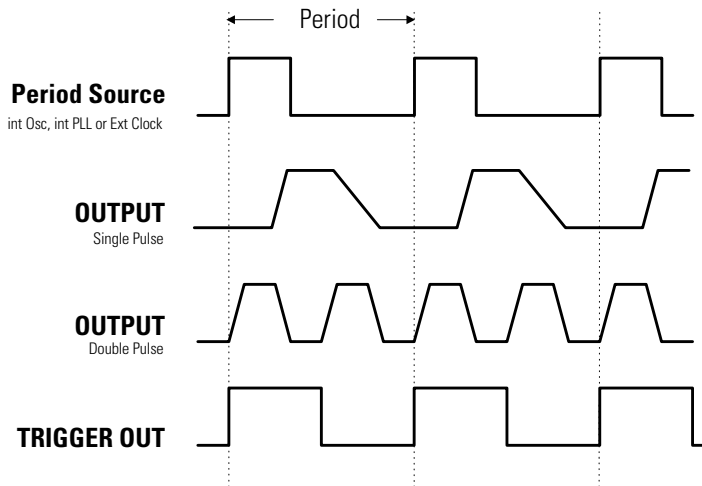 Period
Period Source
int Osc, int PLL or Ext Clock
OUTPUT
Single Pulse
OUTPUT
Double Pulse
TRIGGER OUT